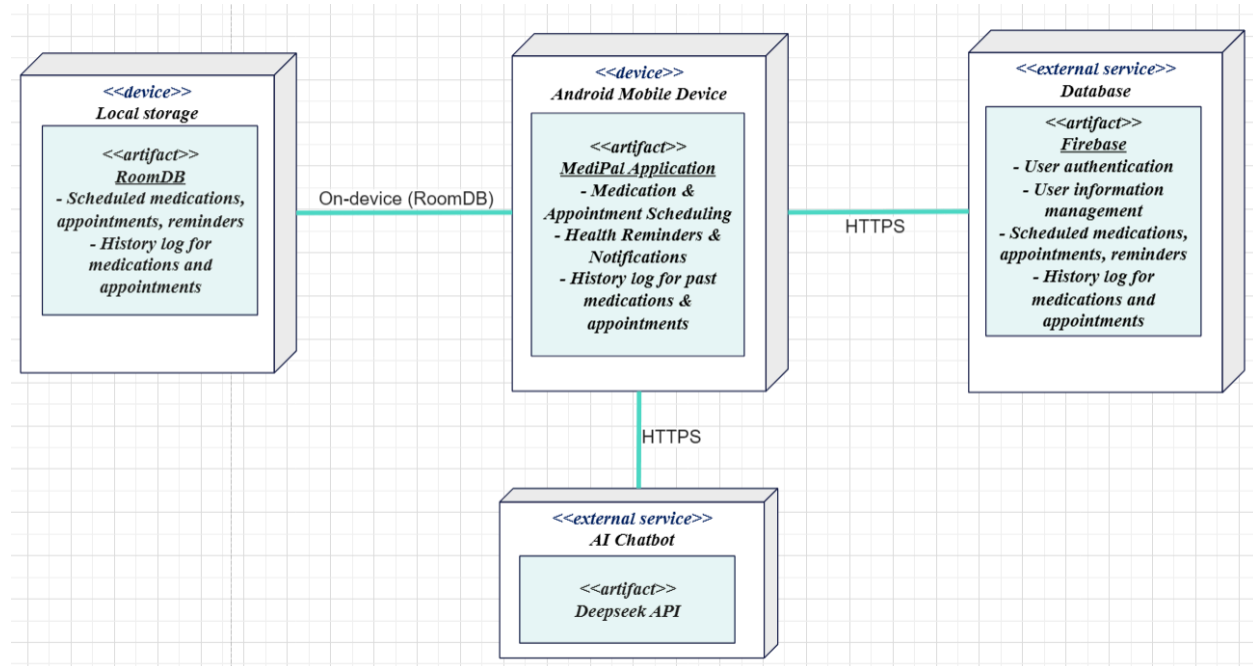 <<device>>
Local storage
<<artifact>>
RoomDB
- Scheduled medications,
appointments, reminders
- History log for
medications and
appointments
On-device (RoomDB)
<<device>>
Android Mobile Device
<<artifact>>
MediPal Application
- Medication &
Appointment Scheduling
- Health Reminders &
Notifications
- History log for past
medications &
appointments
HTTPS
<<external service>>
Database
<<artifact>>
Firebase
- User authentication
- User information
management
- Scheduled medications,
appointments, reminders
- History log for
medications and
appointments
HTTPS
<<external service>>
AI Chatbot
<<artifact>>
Deepseek API